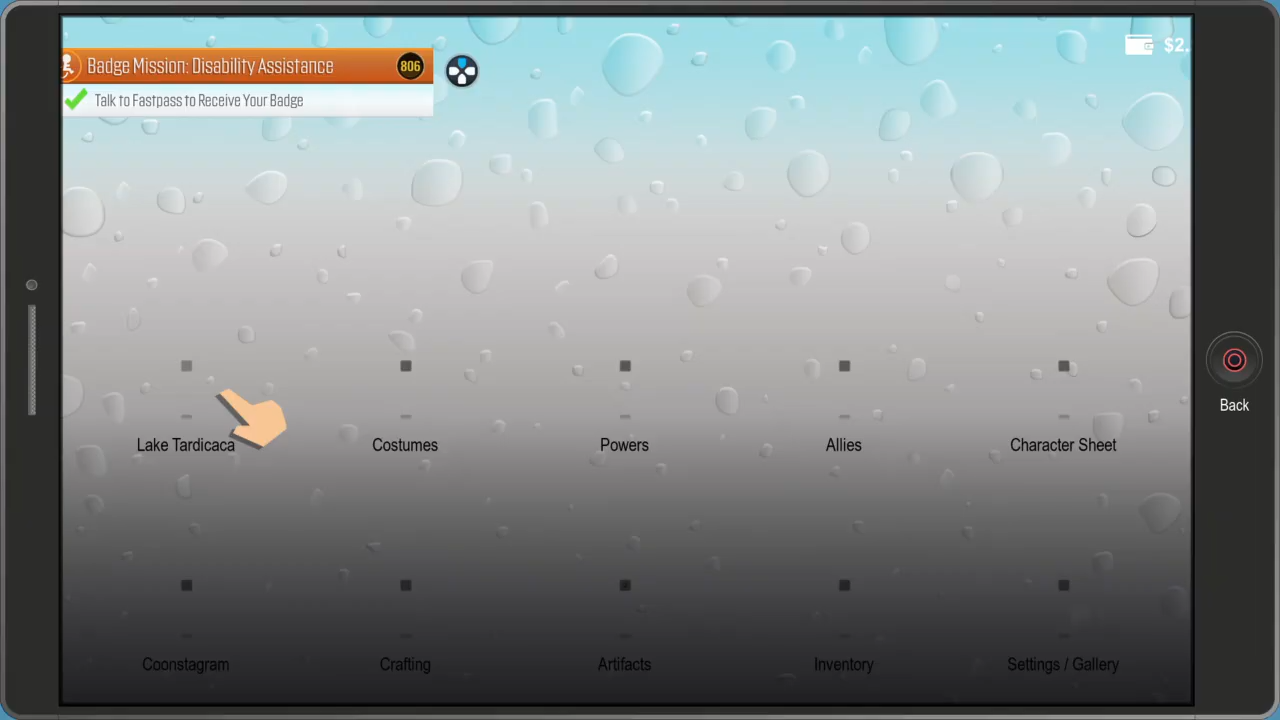 Badge Mission: Disability Assistance 806
Talk to Fastpass to Receive Your Badge
$2.
Back
Lake Tardicaca
Costumes
Powers
Allies
Character Sheet
Coonstagram
Crafting
Artifacts
Inventory
Settings / Gallery